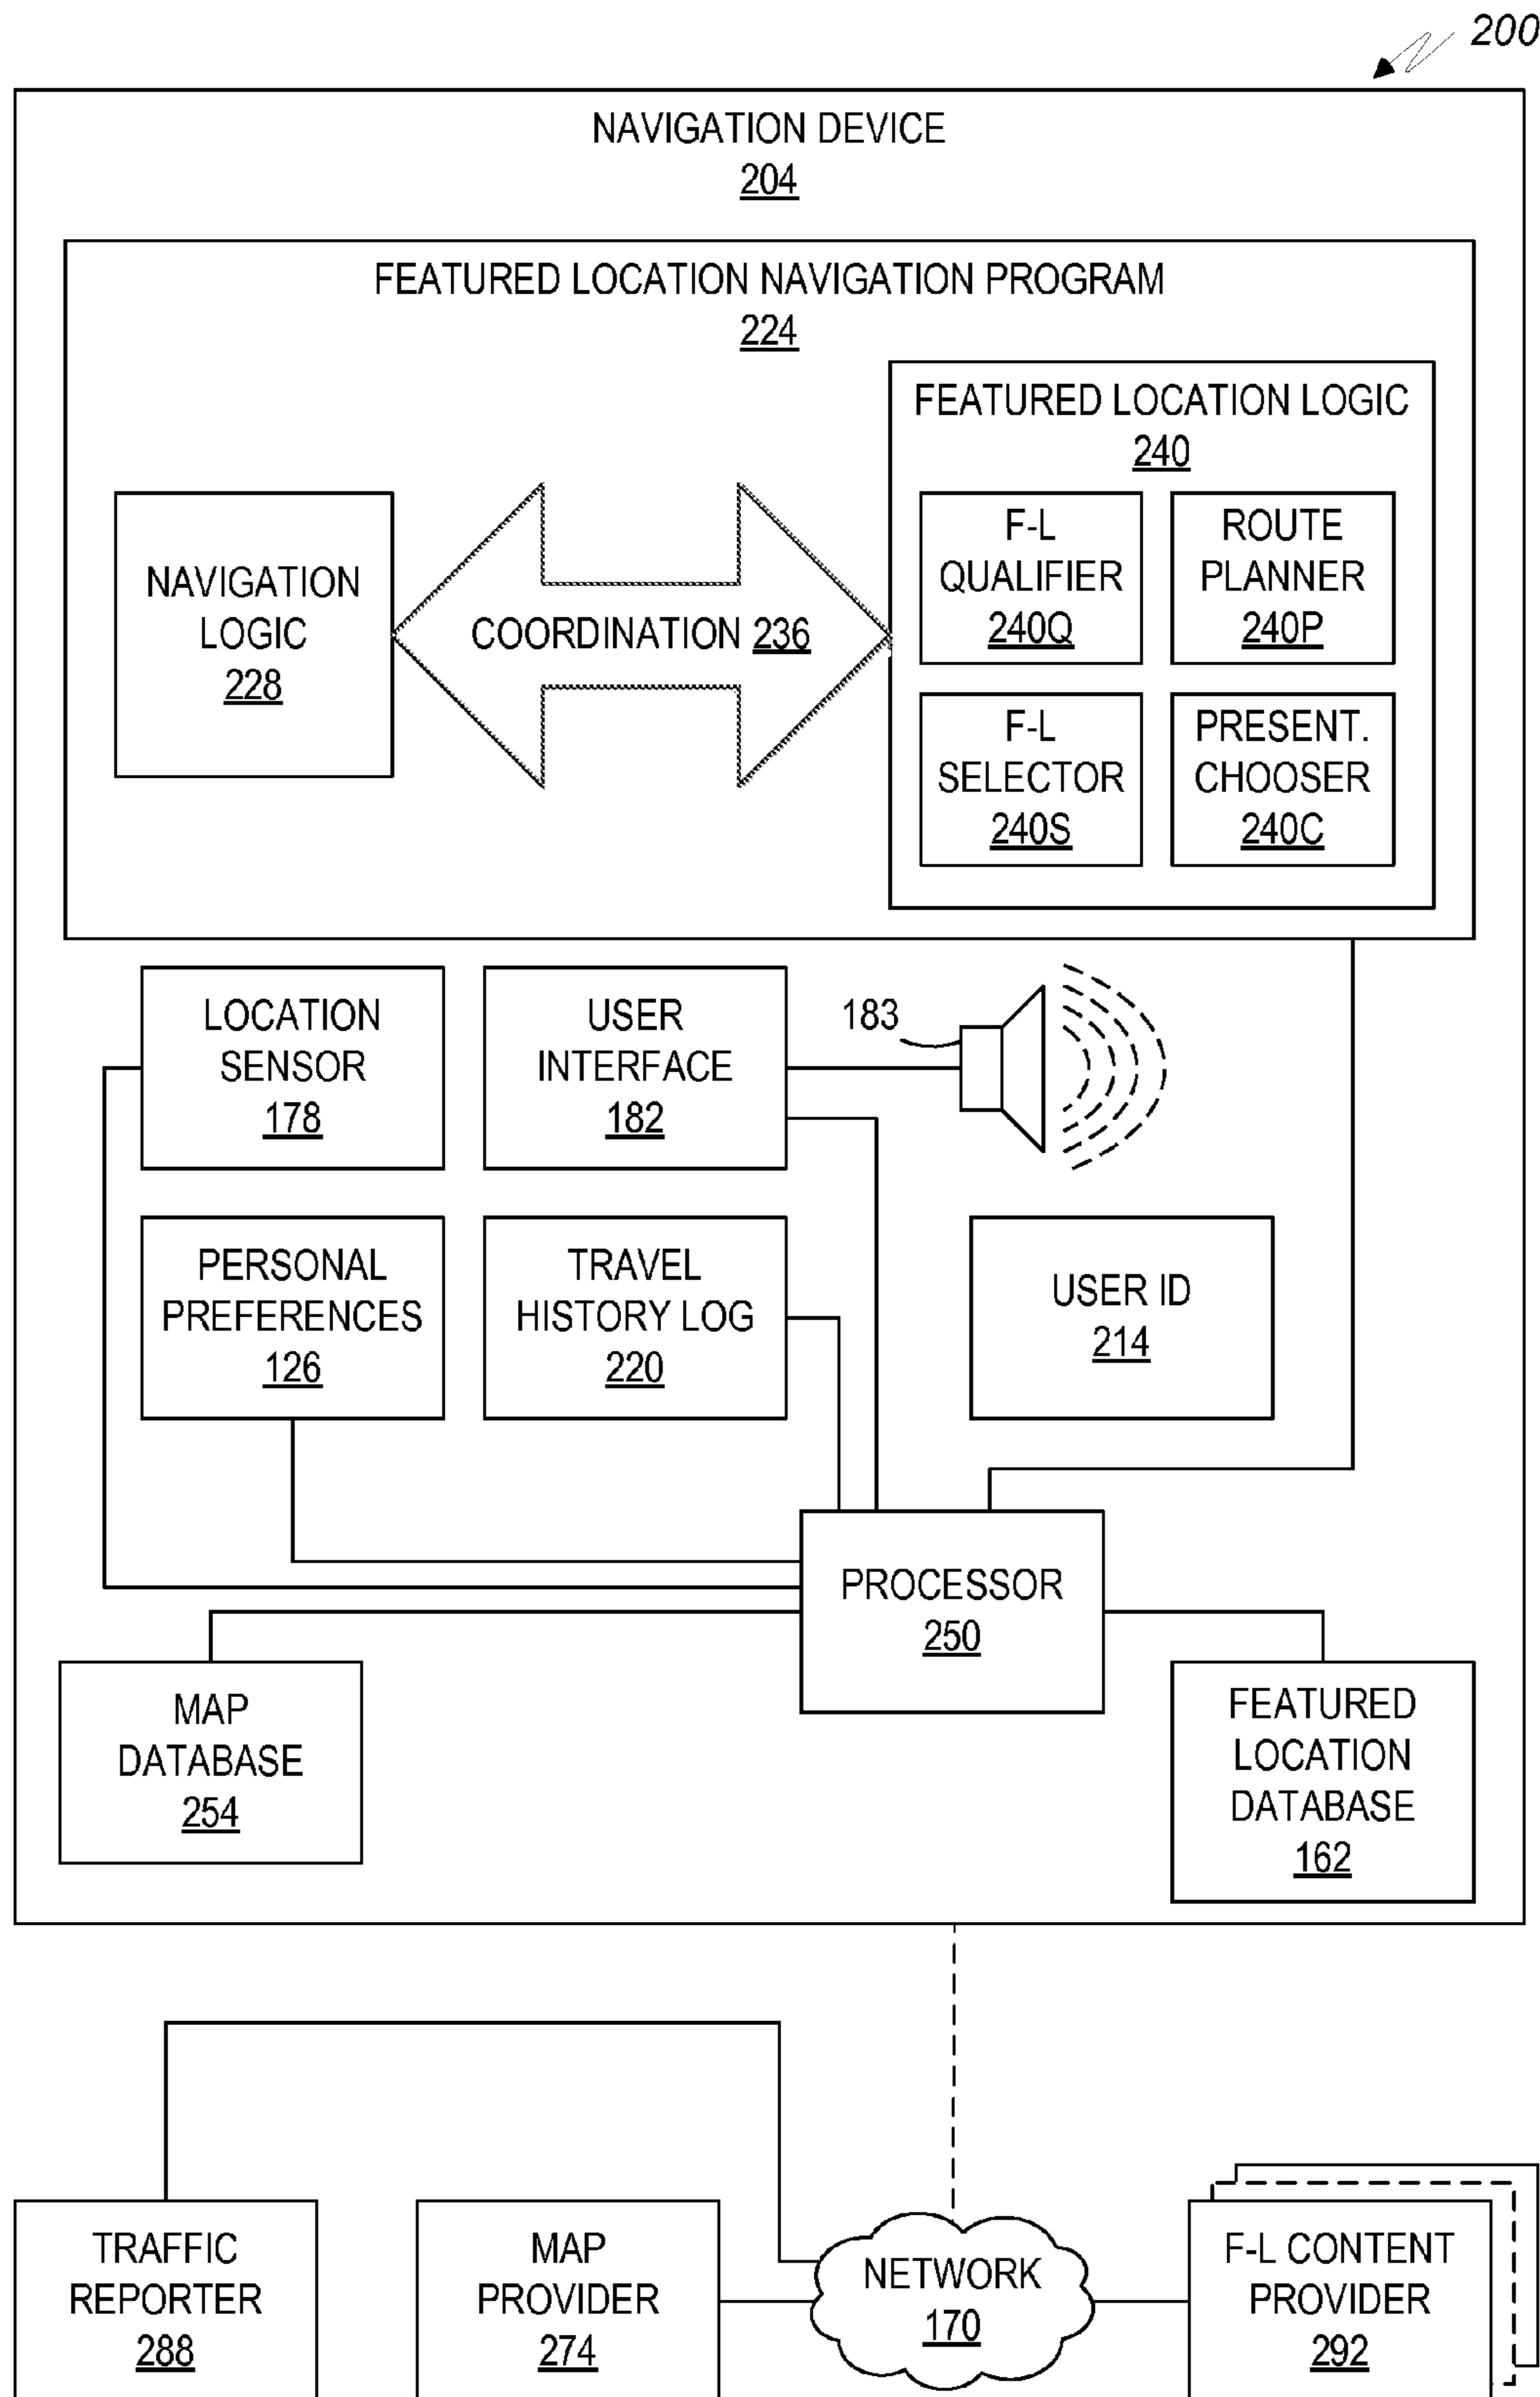 200
NAVIGATION DEVICE
204
FEATURED LOCATION NAVIGATION PROGRAM
224
FEATURED LOCATION LOGIC
240
NAVIGATION
LOGIC
228
COORDINATION 236
F-L
QUALIFIER
240Q
ROUTE
PLANNER
240P
F-L
SELECTOR
240S
PRESENT.
CHOOSER
240C
LOCATION
SENSOR
178
USER
INTERFACE
182
183
PERSONAL
PREFERENCES
126
TRAVEL
HISTORY LOG
220
USER ID
214
PROCESSOR
250
MAP
DATABASE
254
FEATURED
LOCATION
DATABASE
162
TRAFFIC
REPORTER
288
MAP
PROVIDER
274
NETWORK
170
F-L CONTENT
PROVIDER
292